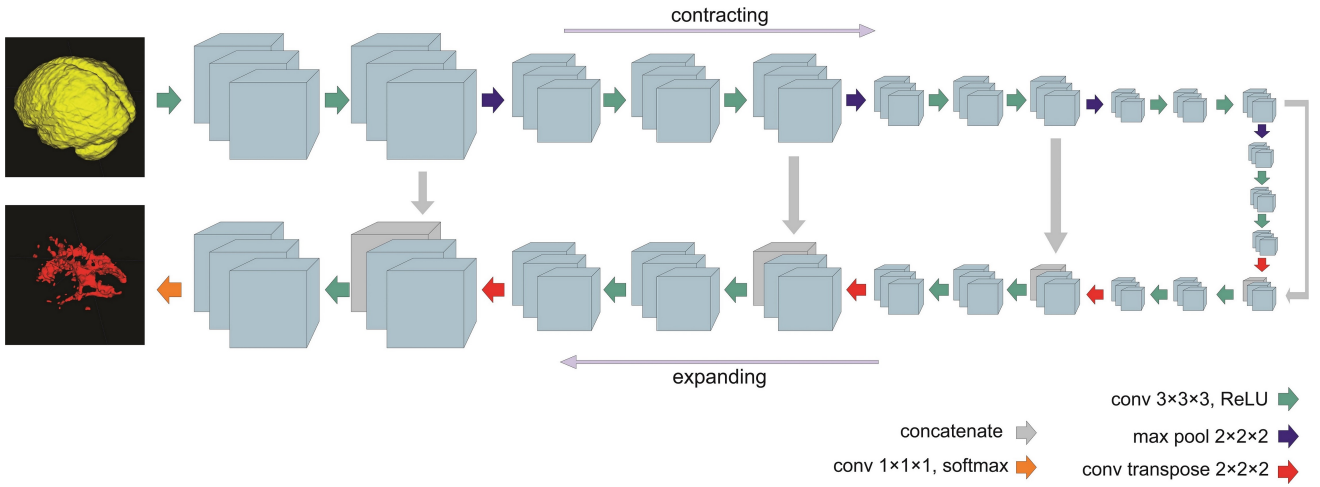 contracting
expanding
conv 3×3×3, ReLU
concatenate
max pool 2×2×2
conv 1×1×1, softmax
conv transpose 2×2×2